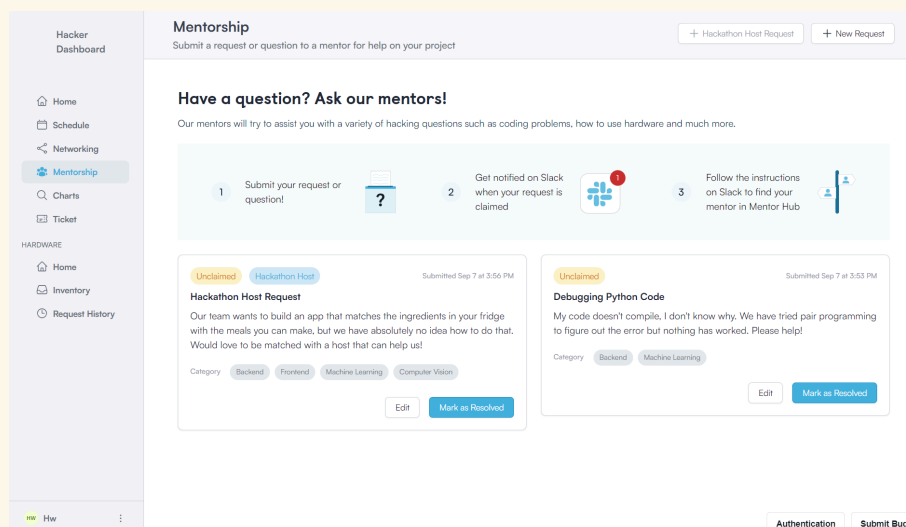 Hacker
Dashboard
Home
Schedule
Networking
Mentorship
Charts
Ticket
HARDWARE
Home
Inventory
Request History
HW Hw
Mentorship
Submit a request or question to a mentor for help on your project
+ Hackathon Host Request
+ New Request
Have a question? Ask our mentors!
Our mentors will try to assist you with a variety of hacking questions such as coding problems, how to use hardware and much more.
1
Submit your request or
question!
?
2
Get notified on Slack
when your request is
claimed
1
3
Follow the instructions
on Slack to find your
mentor in Mentor Hub
Unclaimed Hackathon Host Submitted Sep 7 at 3:56 PM
Hackathon Host Request
Our team wants to build an app that matches the ingredients in your fridge
with the meals you can make, but we have absolutely no idea how to do that.
Would love to be matched with a host that can help us!
Category Backend Frontend Machine Learning Computer Vision
Edit Mark as Resolved
Unclaimed Submitted Sep 7 at 3:53 PM
Debugging Python Code
My code doesn't compile, I don't know why. We have tried pair programming
to figure out the error but nothing has worked. Please help!
Category Backend Machine Learning
Edit Mark as Resolved
Authentication
Submit Bug